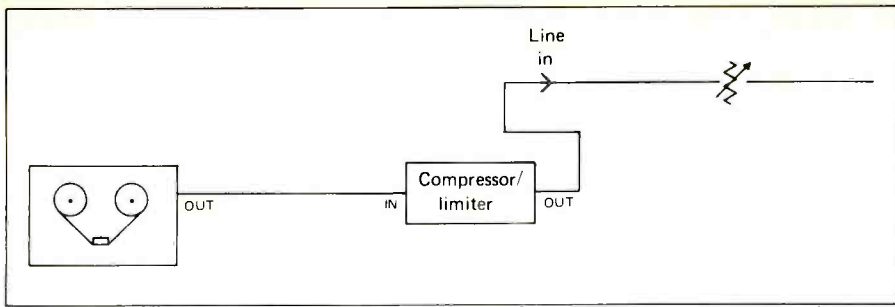 Line
in
OUT
IN
Compressor/
limiter
OUT